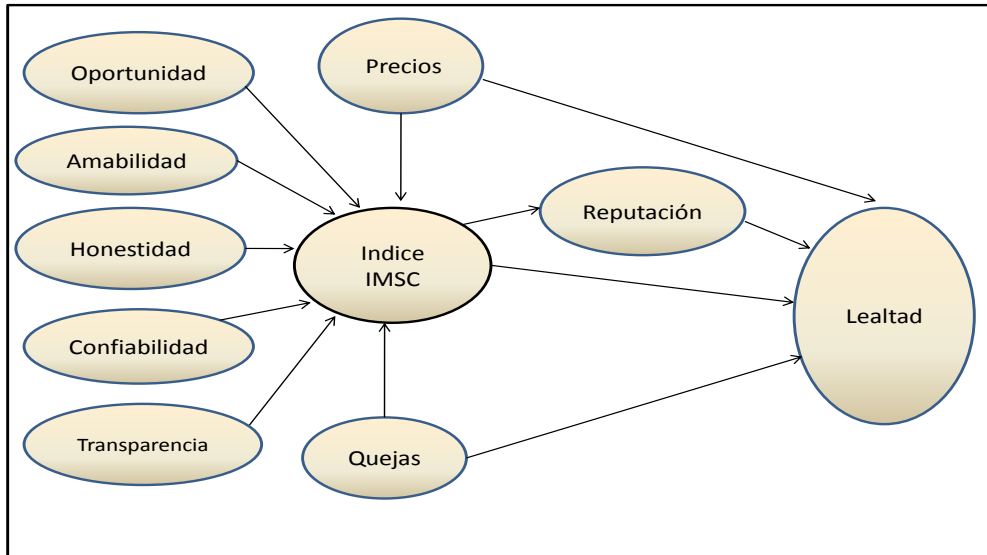 Oportunidad
Precios
Amabilidad
Reputación
Honestidad
Indice
IMSC
Lealtad
Confiabilidad
Transparencia
Quejas